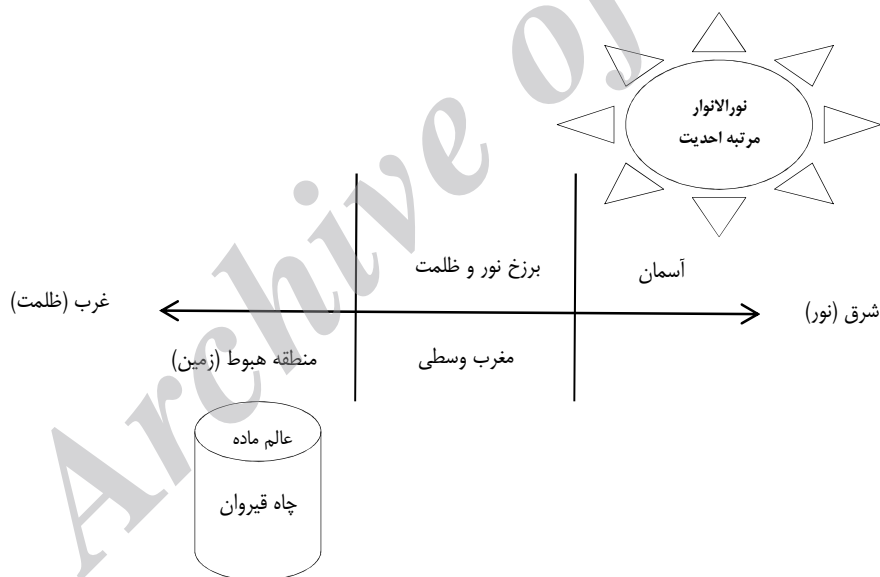 نورالانوار
مرتبه احدیت
آسمان
برزخ نور و ظلمت
شرق (نور)
غرب (ظلمت)
مغرب وسطی
منطقه هبوط (زمین)
عالم ماده
چاه قیروان
Archive of